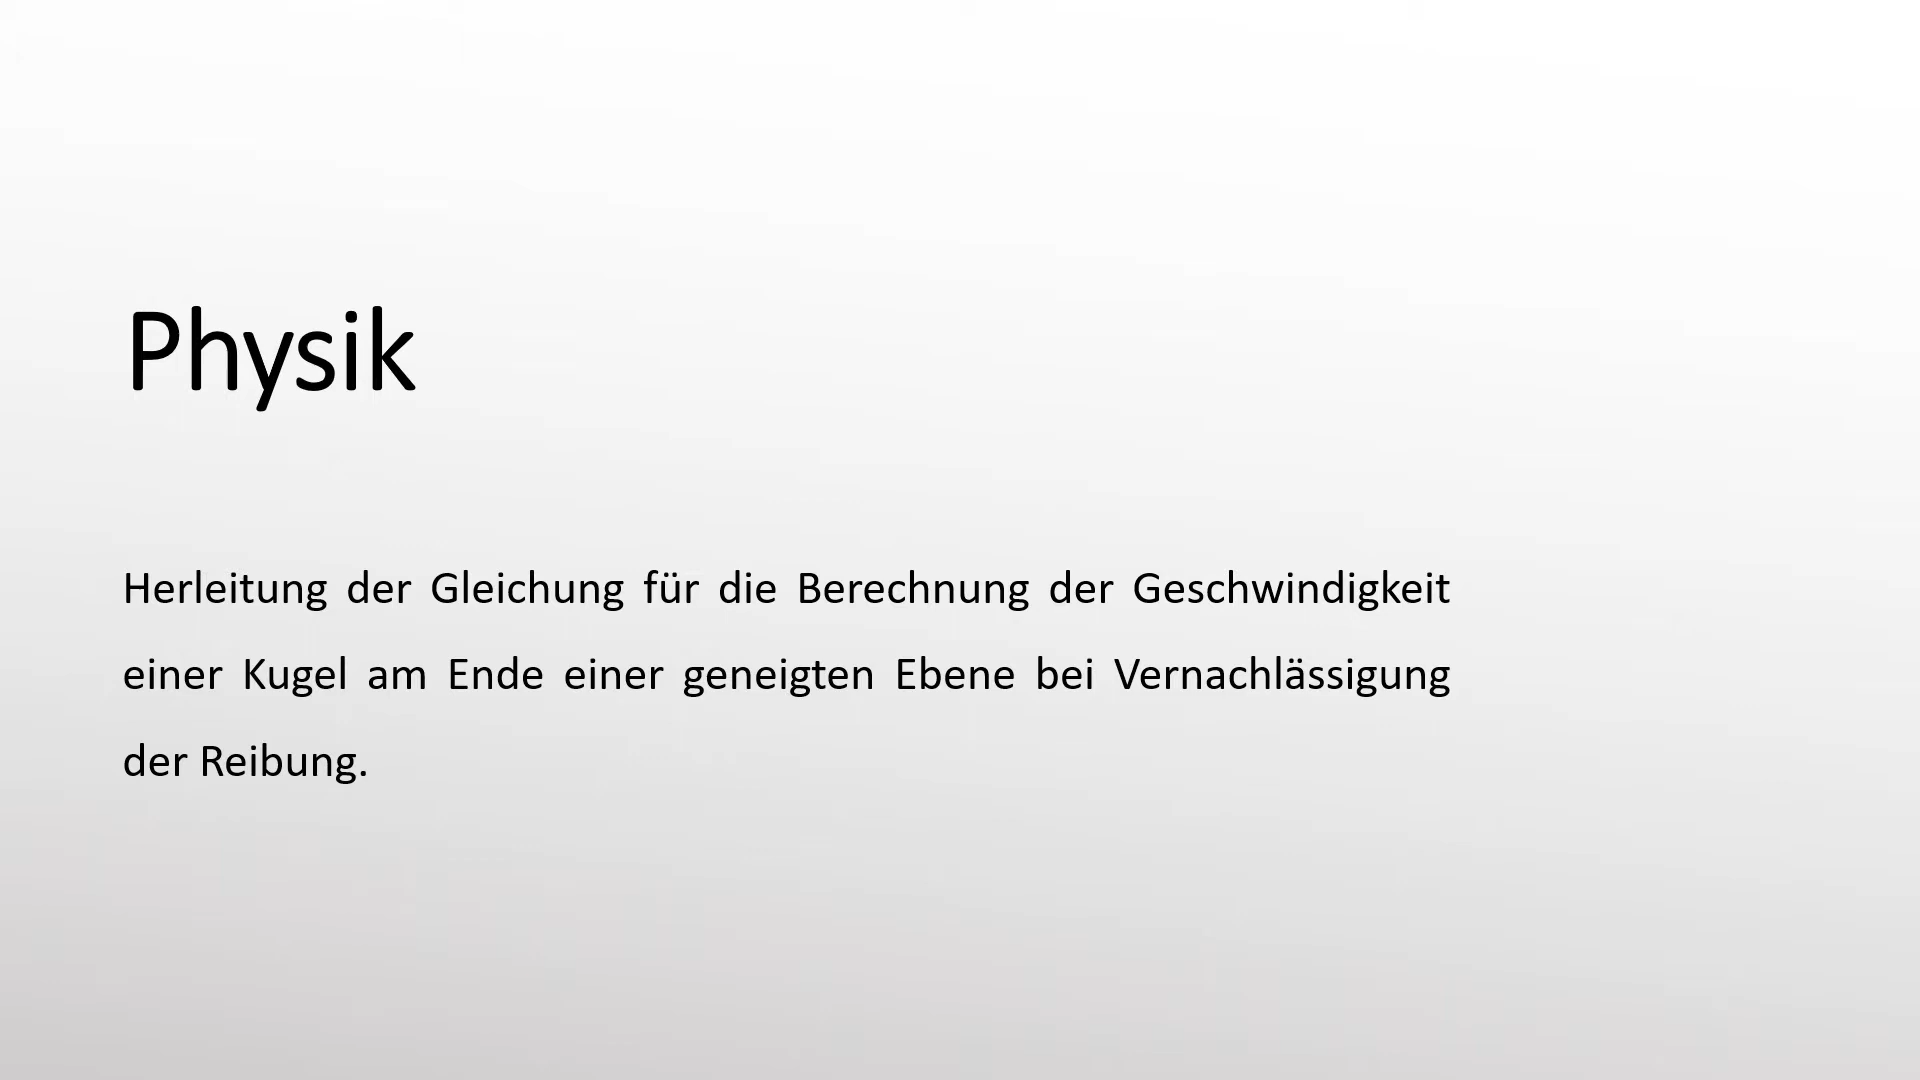 Physik
Herleitung der Gleichung für die Berechnung der Geschwindigkeit
einer Kugel am Ende einer geneigten Ebene bei Vernachlässigung
der Reibung.